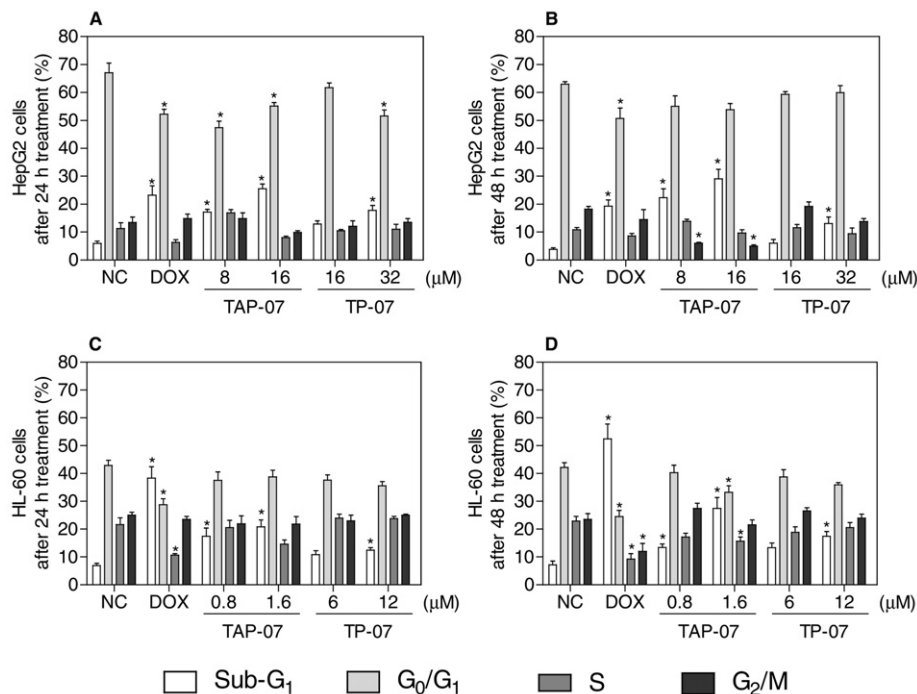 A
HepG2 cells
after 24 h treatment (%)
80
70
60
50
40
30
20
10
0
NC DOX 8 16 16 32 (μM)
TAP-07 TP-07
B
HepG2 cells
after 48 h treatment (%)
80
70
60
50
40
30
20
10
0
NC DOX 8 16 16 32 (μM)
TAP-07 TP-07
C
HL-60 cells
after 24 h treatment (%)
80
70
60
50
40
30
20
10
0
NC DOX 0.8 1.6 6 12 (μM)
TAP-07 TP-07
D
HL-60 cells
after 48 h treatment (%)
80
70
60
50
40
30
20
10
0
NC DOX 0.8 1.6 6 12 (μM)
TAP-07 TP-07
Sub-G₁ G₀/G₁ S G₂/M